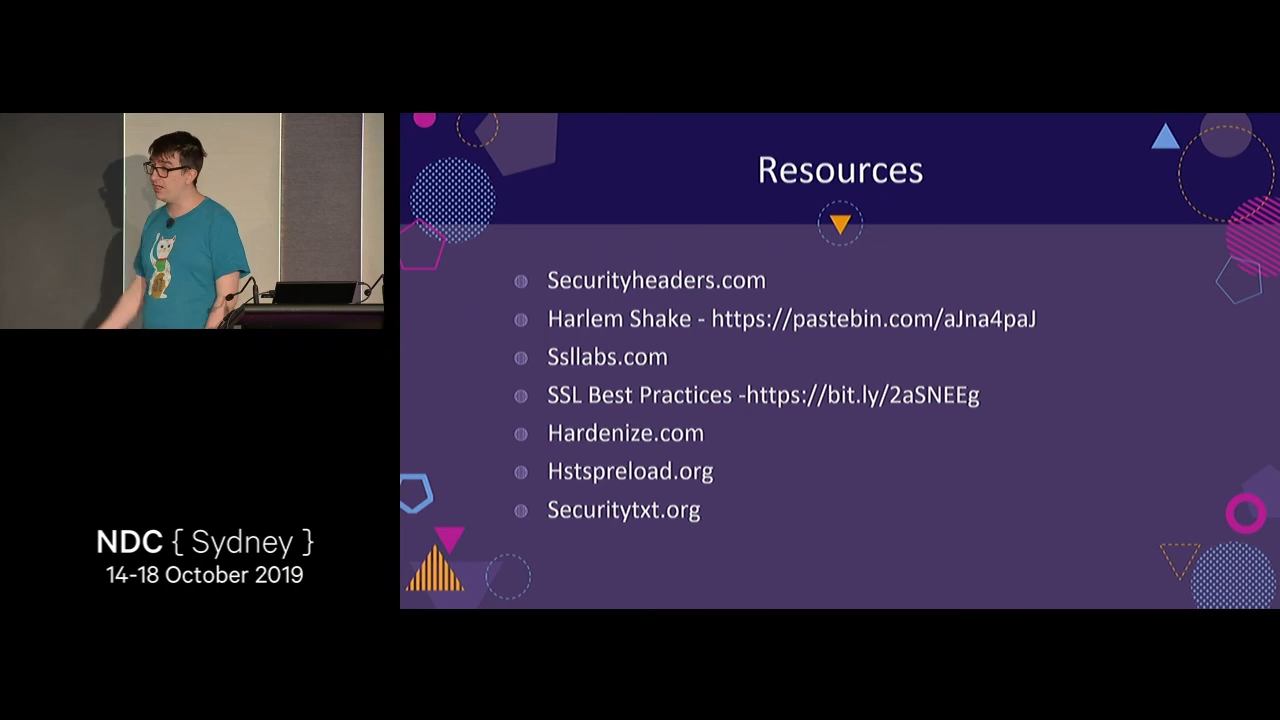 Resources
Securityheaders.com
Harlem Shake - https://pastebin.com/aJna4paJ
Ssllabs.com
SSL Best Practices -https://bit.ly/2aSNEEg
Hardenize.com
Hstspreload.org
Securitytxt.org
NDC { Sydney }
14-18 October 2019